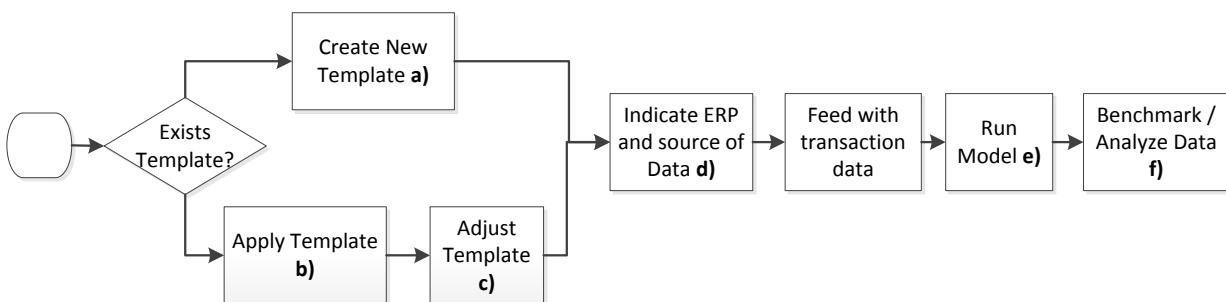 Exists
Template?
Create New
Template a)
Apply Template
b)
Adjust
Template
c)
Indicate ERP
and source of
Data d)
Feed with
transaction
data
Run
Model e)
Benchmark /
Analyze Data
f)